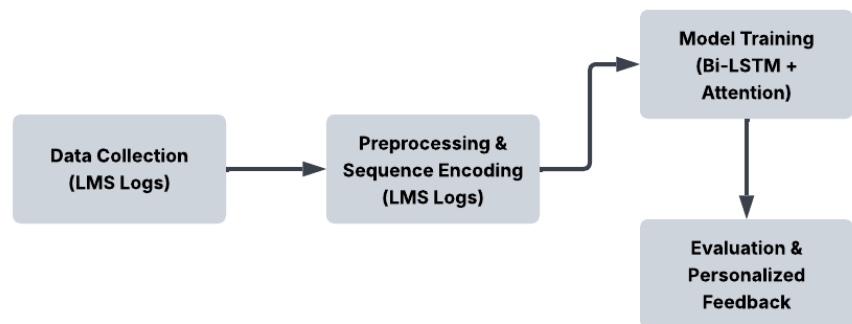 Data Collection
(LMS Logs)
Preprocessing &
Sequence Encoding
(LMS Logs)
Model Training
(Bi-LSTM +
Attention)
Evaluation &
Personalized
Feedback